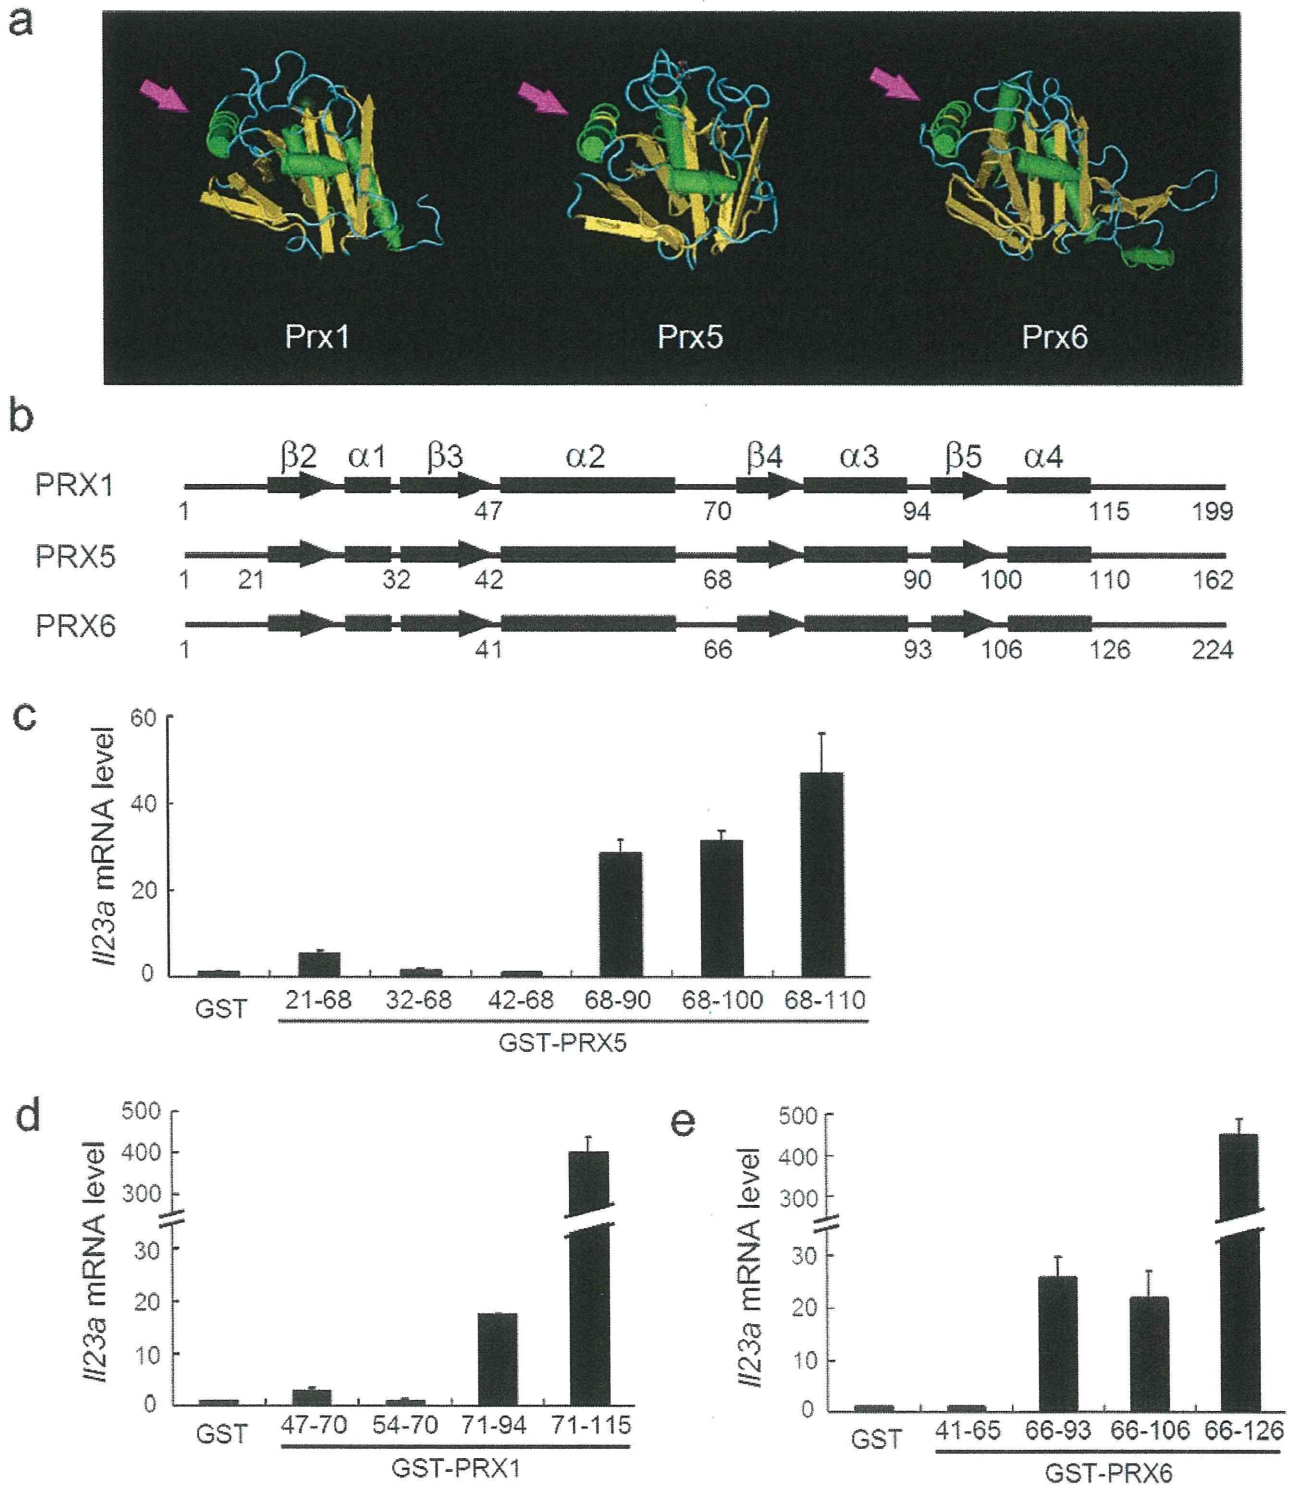 a
Prx1 Prx5 Prx6
b
β2 α1 β3 α2 β4 α3 β5 α4
PRX1
1 47 70 94 115 199
PRX5
1 21 32 42 68 90 100 110 162
PRX6
1 41 66 93 106 126 224
c
Il23a mRNA level
60
40
20
0
GST 21-68 32-68 42-68 68-90 68-100 68-110
GST-PRX5
d
Il23a mRNA level
500
400
300
30
20
10
0
GST 47-70 54-70 71-94 71-115
GST-PRX1
e
Il23a mRNA level
500
400
300
30
20
10
0
GST 41-65 66-93 66-106 66-126
GST-PRX6